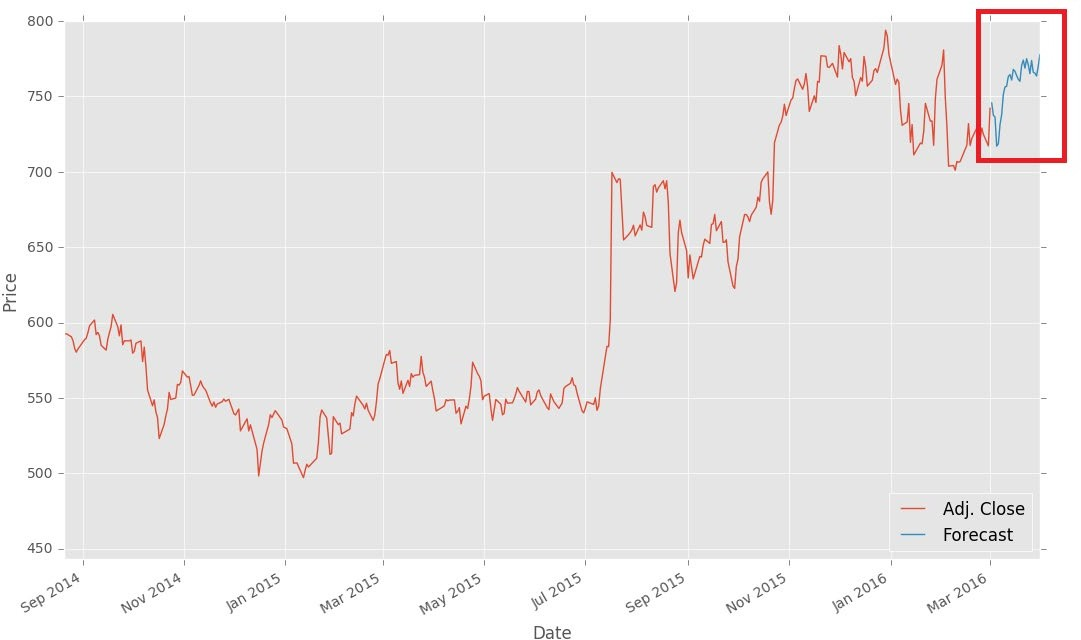 800
750
700
650
600
550
500
450
Price
Adj. Close
Forecast
Sep 2014
Nov 2014
Jan 2015
Mar 2015
May 2015
Jul 2015
Sep 2015
Nov 2015
Jan 2016
Mar 2016
Date